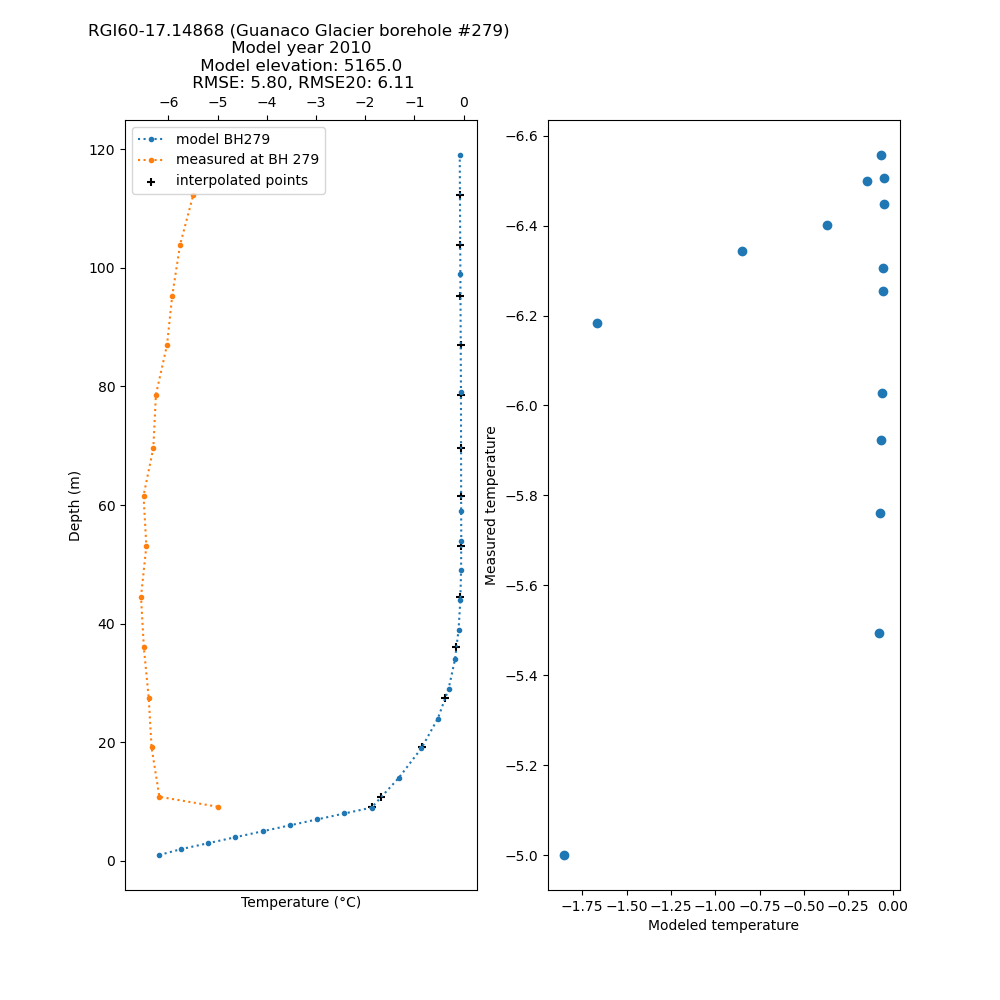 RGI60-17.14868 (Guanaco Glacier borehole #279)
Model year 2010
Model elevation: 5165.0
RMSE: 5.80, RMSE20: 6.11
−6 −5 −4 −3 −2 −1 0
model BH279
measured at BH 279
interpolated points
120
100
80
60
40
20
0
Depth (m)
Temperature (°C)
−6.6
−6.4
−6.2
−6.0
−5.8
−5.6
−5.4
−5.2
−5.0
Measured temperature
−1.75 −1.50 −1.25 −1.00 −0.75 −0.50 −0.25 0.00
Modeled temperature